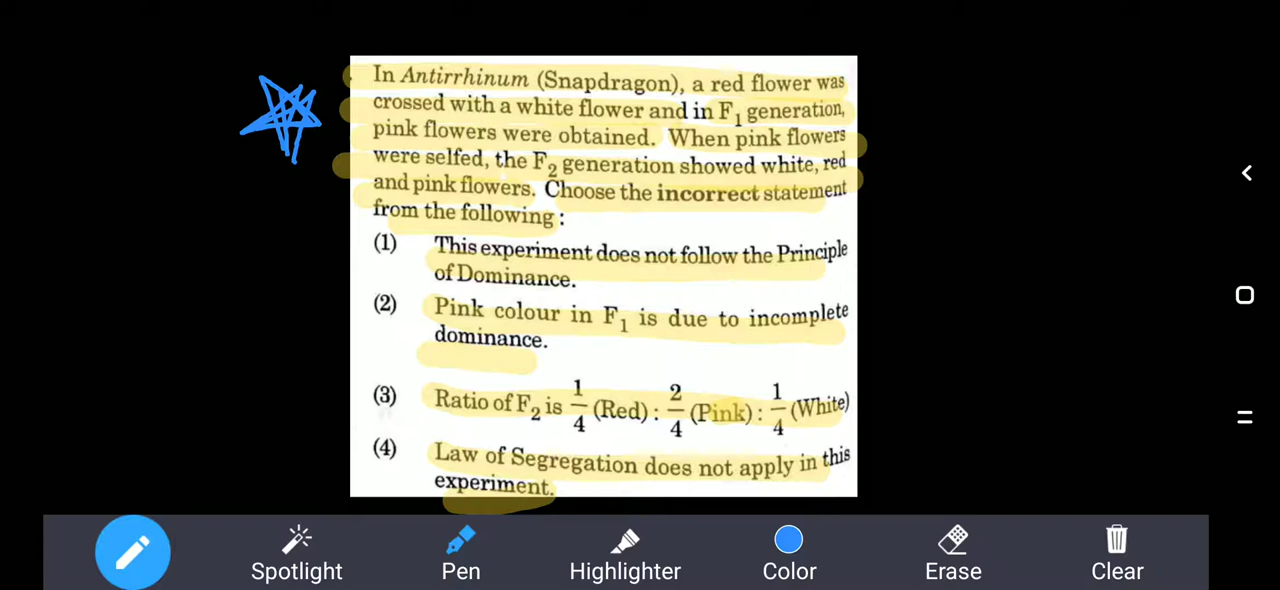 In Antirrhinum (Snapdragon), a red flower was
crossed with a white flower and in F₁ generation,
pink flowers were obtained. When pink flowers
were selfed, the F₂ generation showed white, red
and pink flowers. Choose the incorrect statement
from the following :
(1) This experiment does not follow the Principle
of Dominance.
(2) Pink colour in F₁ is due to incomplete
dominance.
(3) Ratio of F₂ is 1/4 (Red) : 2/4 (Pink) : 1/4 (White)
(4) Law of Segregation does not apply in this
experiment.
Spotlight Pen Highlighter Color Erase Clear